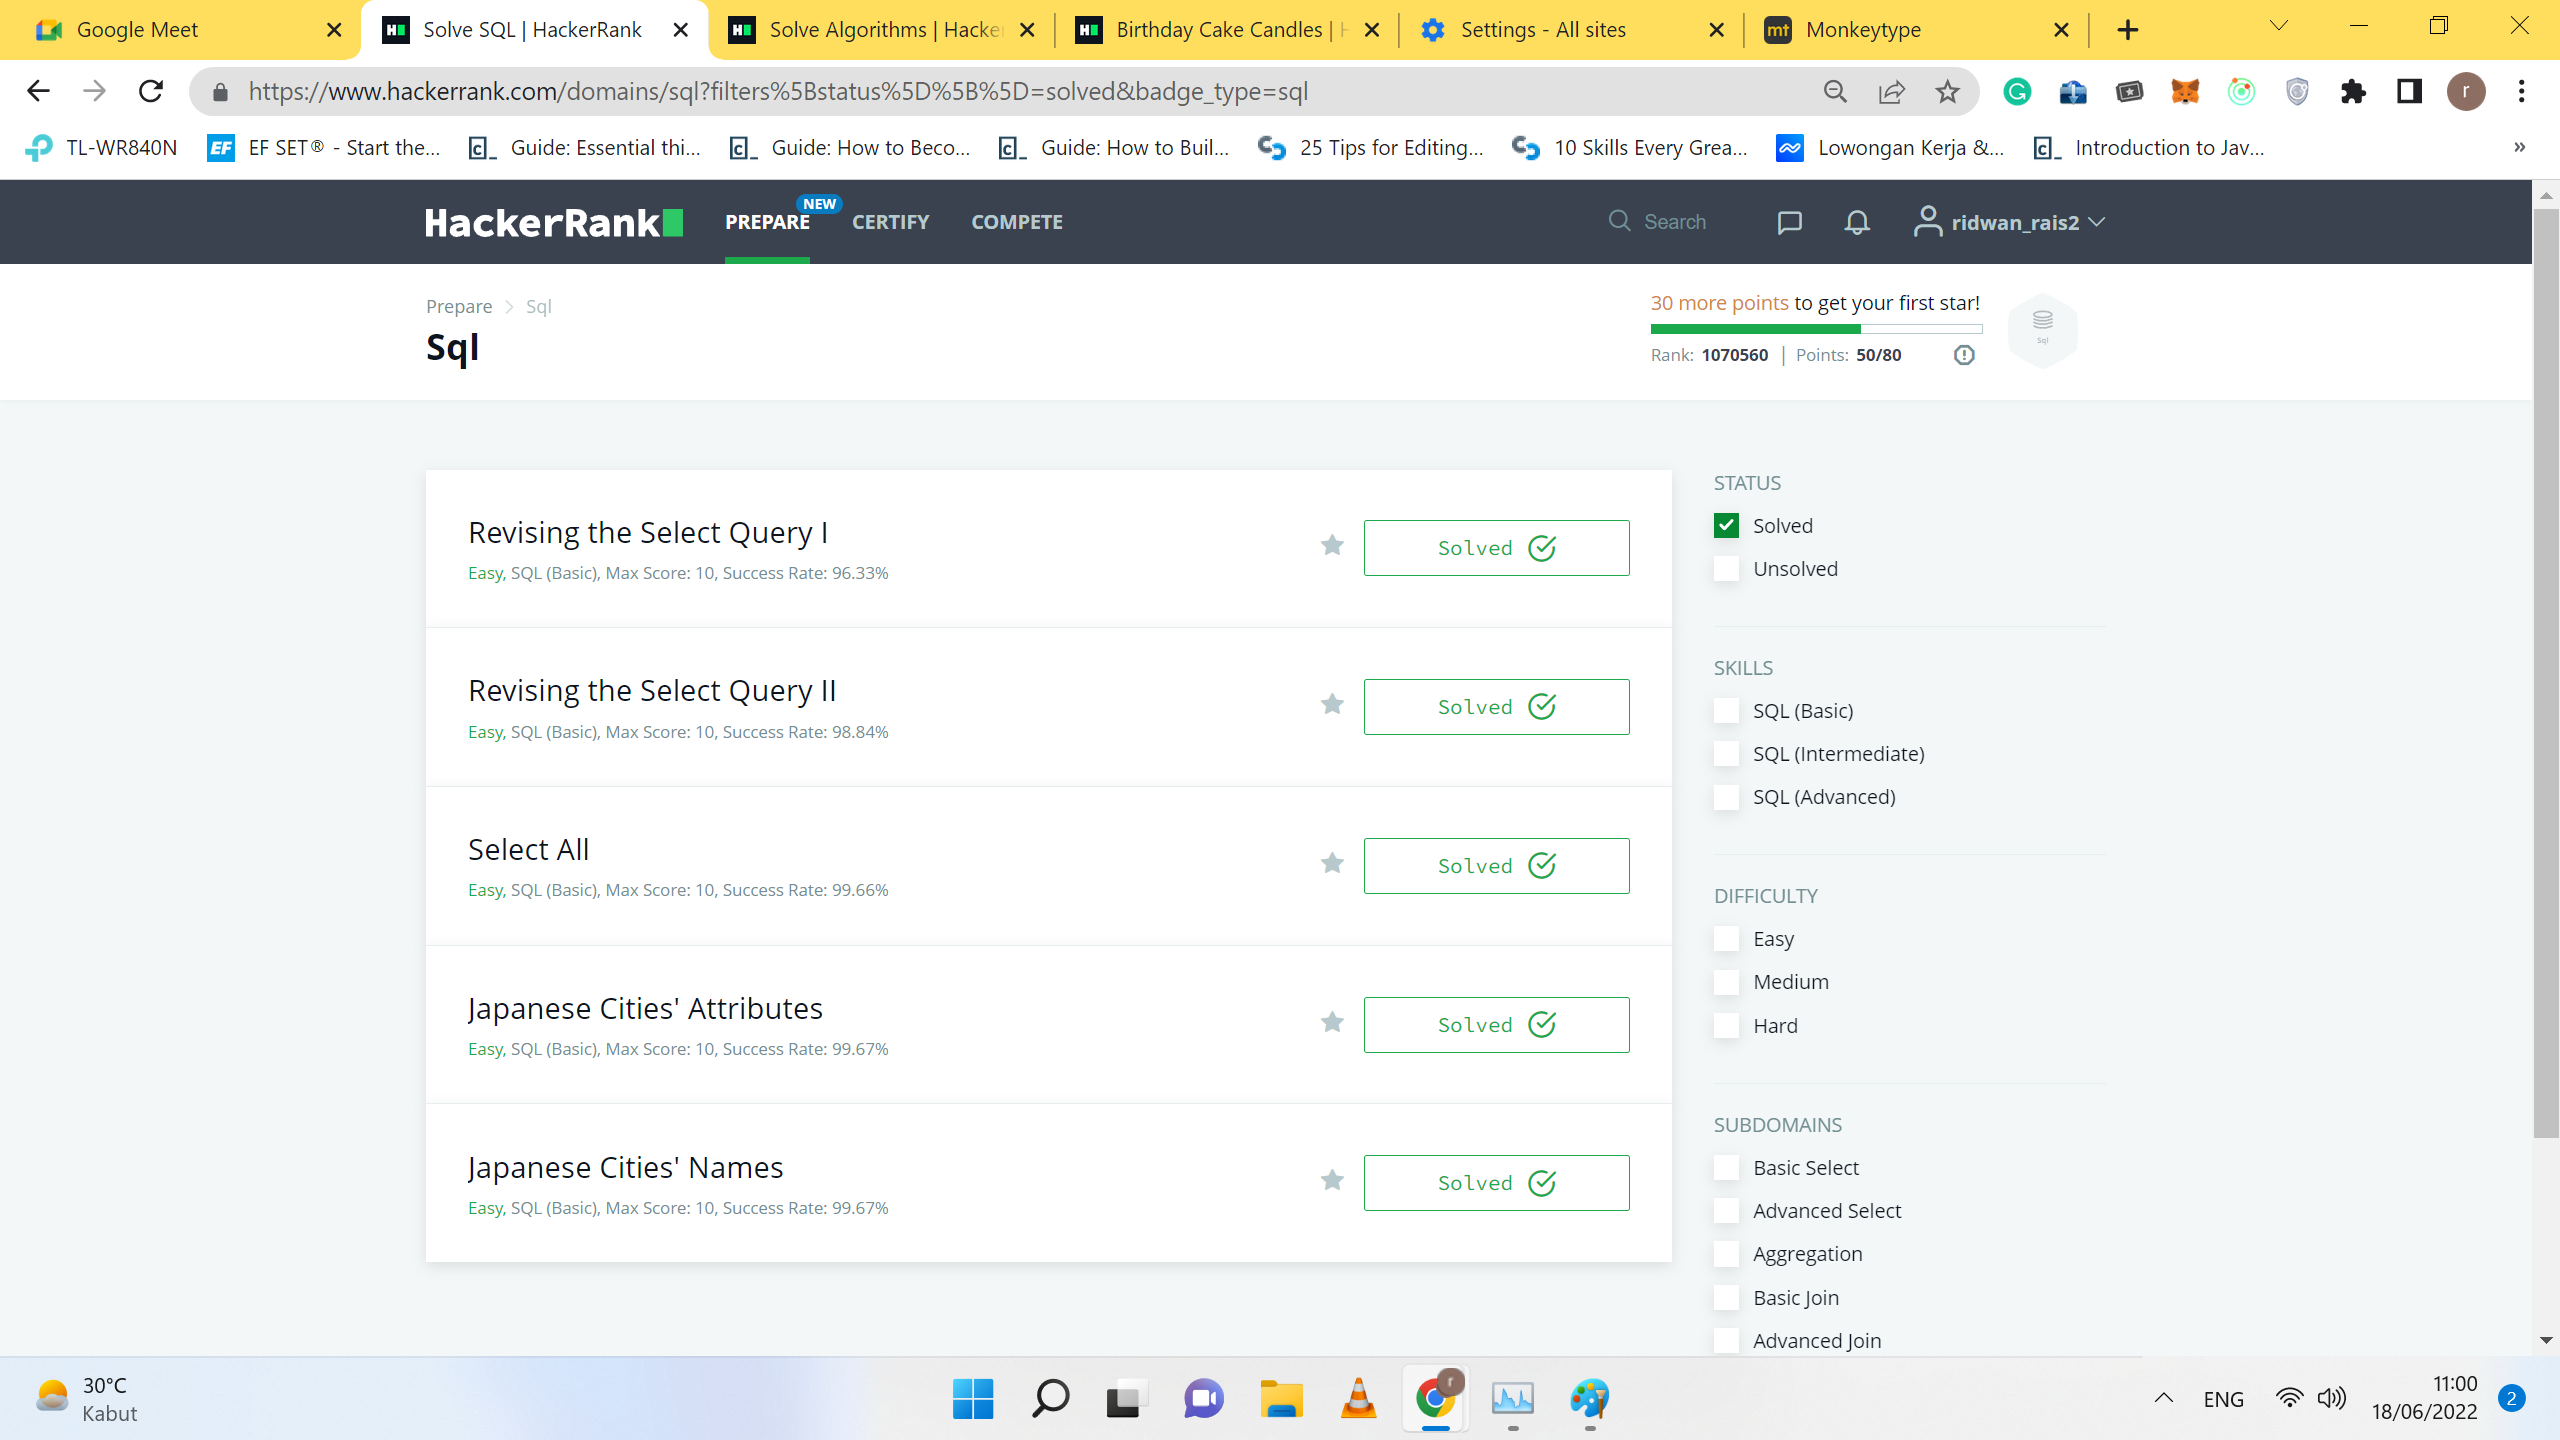 Google Meet
Solve SQL | HackerRank
Solve Algorithms | Hacker
Birthday Cake Candles |
Settings - All sites
Monkeytype
https://www.hackerrank.com/domains/sql?filters%5Bstatus%5D%5B%5D=solved&badge_type=sql
r
TL-WR840N
EF SET® - Start the...
Guide: Essential thi...
Guide: How to Beco...
Guide: How to Buil...
25 Tips for Editing...
10 Skills Every Grea...
Lowongan Kerja &...
Introduction to Jav...
»
HackerRank
PREPARE
NEW
CERTIFY
COMPETE
Search
ridwan_rais2
Prepare > Sql
Sql
30 more points to get your first star!
Rank: 1070560 | Points: 50/80
Sql
Revising the Select Query I
Easy, SQL (Basic), Max Score: 10, Success Rate: 96.33%
Solved
Revising the Select Query II
Easy, SQL (Basic), Max Score: 10, Success Rate: 98.84%
Solved
Select All
Easy, SQL (Basic), Max Score: 10, Success Rate: 99.66%
Solved
Japanese Cities' Attributes
Easy, SQL (Basic), Max Score: 10, Success Rate: 99.67%
Solved
Japanese Cities' Names
Easy, SQL (Basic), Max Score: 10, Success Rate: 99.67%
Solved
STATUS
Solved
Unsolved
SKILLS
SQL (Basic)
SQL (Intermediate)
SQL (Advanced)
DIFFICULTY
Easy
Medium
Hard
SUBDOMAINS
Basic Select
Advanced Select
Aggregation
Basic Join
Advanced Join
30°C
Kabut
ENG
11:00
18/06/2022
2